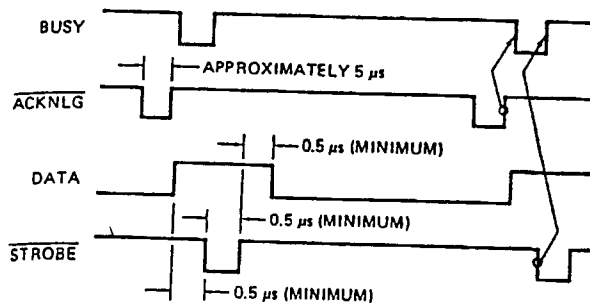 BUSY
APPROXIMATELY 5 μs
ACKNLG
0.5 μs (MINIMUM)
DATA
0.5 μs (MINIMUM)
STROBE
0.5 μs (MINIMUM)